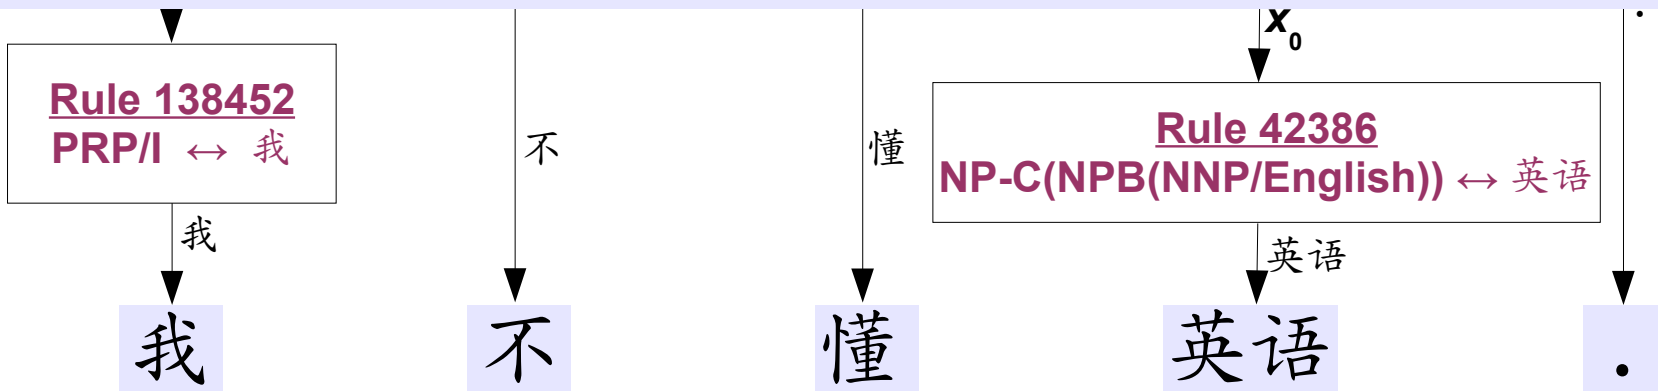 x0
.
Rule 138452
PRP/I ↔ 我
不
懂
Rule 42386
NP-C(NPB(NNP/English)) ↔ 英语
我
英语
我 不 懂 英语 .